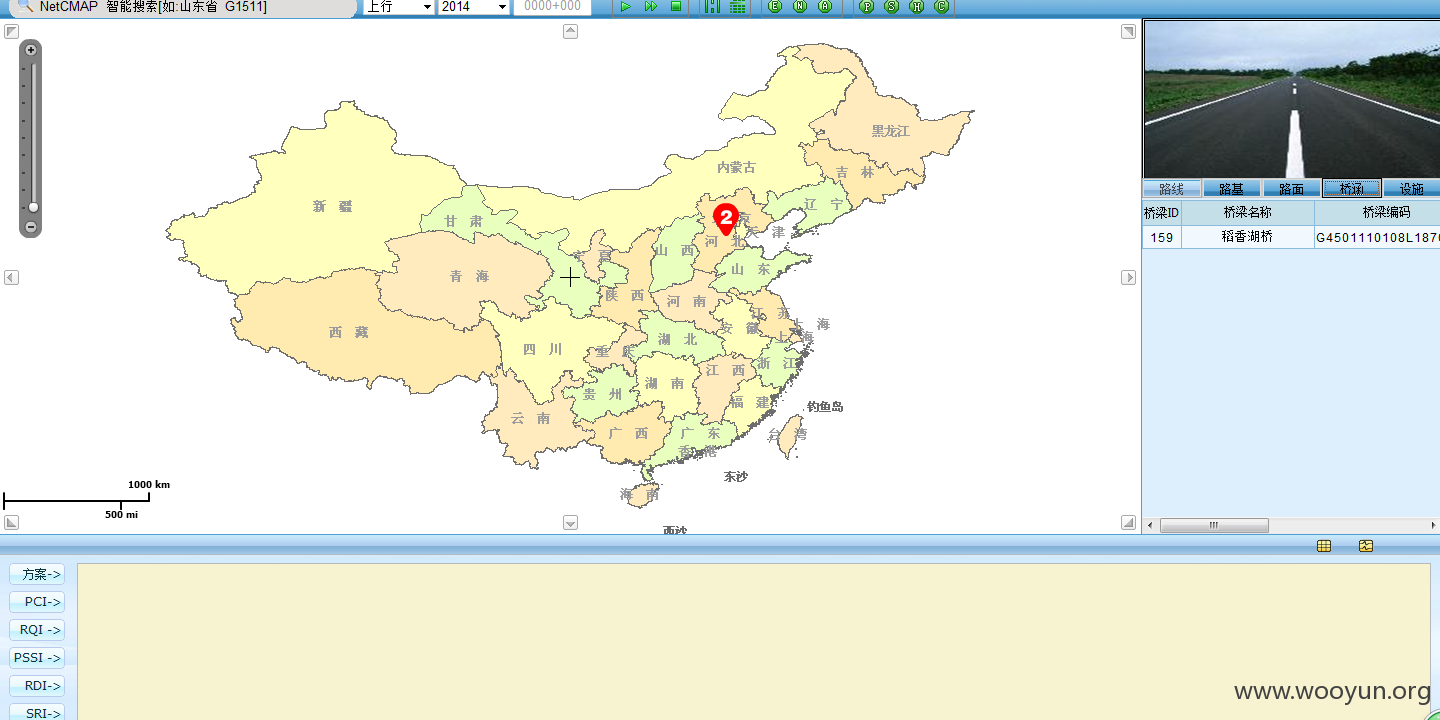 NetCMAP 智能搜索[如:山东省 G1511]
上行
2014
0000+000
E N A P S H C
黑龙江
内蒙古
吉 林
新 疆
辽 宁
甘 肃
2
天 津
河 北
山 西
青 海
山 东
陕 西
河 南
西 藏
江 苏
上 海
安 徽
上 海
湖 北
四 川
重 庆
浙 江
江 西
湖 南
贵 州
福 建
钓鱼岛
云 南
广 西
广 东
台 湾
香 港
东沙
海 南
西沙
1000 km
500 mi
路线 路基 路面 桥涵 设施
桥梁ID 桥梁名称 桥梁编码
159 稻香湖桥 G4501110108L187
方案->
PCI->
RQI ->
PSSI ->
RDI->
SRI->
www.wooyun.org